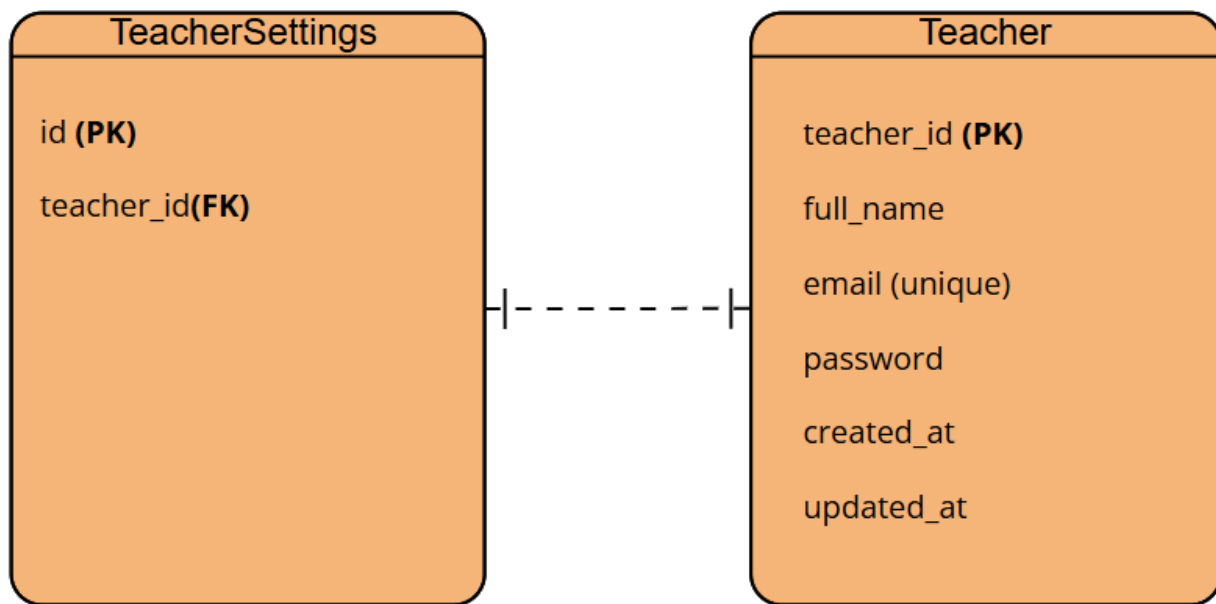 TeacherSettings
id (PK)
teacher_id(FK)
Teacher
teacher_id (PK)
full_name
email (unique)
password
created_at
updated_at